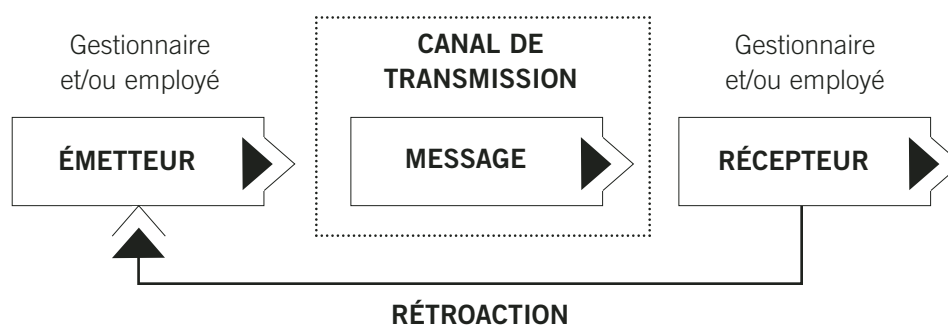 Gestionnaire
et/ou employé
CANAL DE
TRANSMISSION
Gestionnaire
et/ou employé
ÉMETTEUR
MESSAGE
RÉCEPTEUR
RÉTROACTION